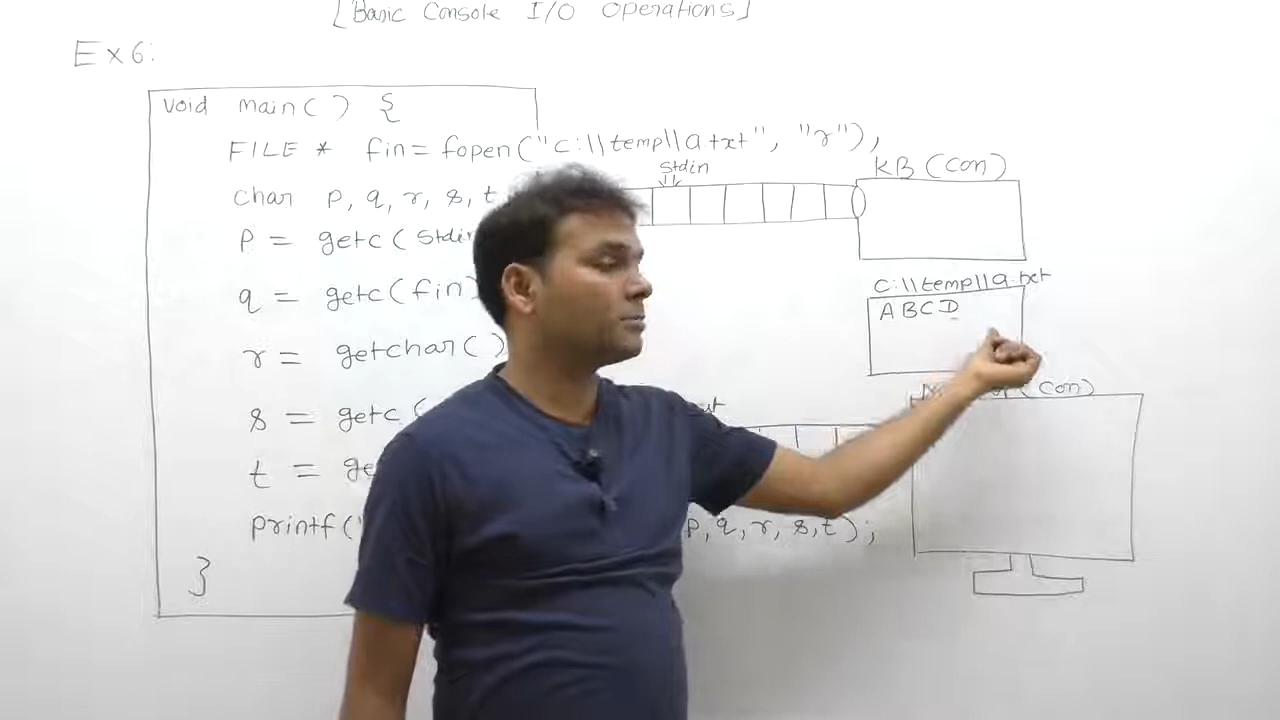 [Basic Console I/O Operations]
Ex6:
void main() {
FILE * fin = fopen("c:\\temp\\a.txt", "r");
char p, q, r, s, t
p = getc(stdin
q = getc(fin)
r = getchar()
s = getc(
t = ge
printf("
p, q, r, s, t);
}
stdin
KB (Con)
c:\\temp\\a.txt
ABCD
(Con)